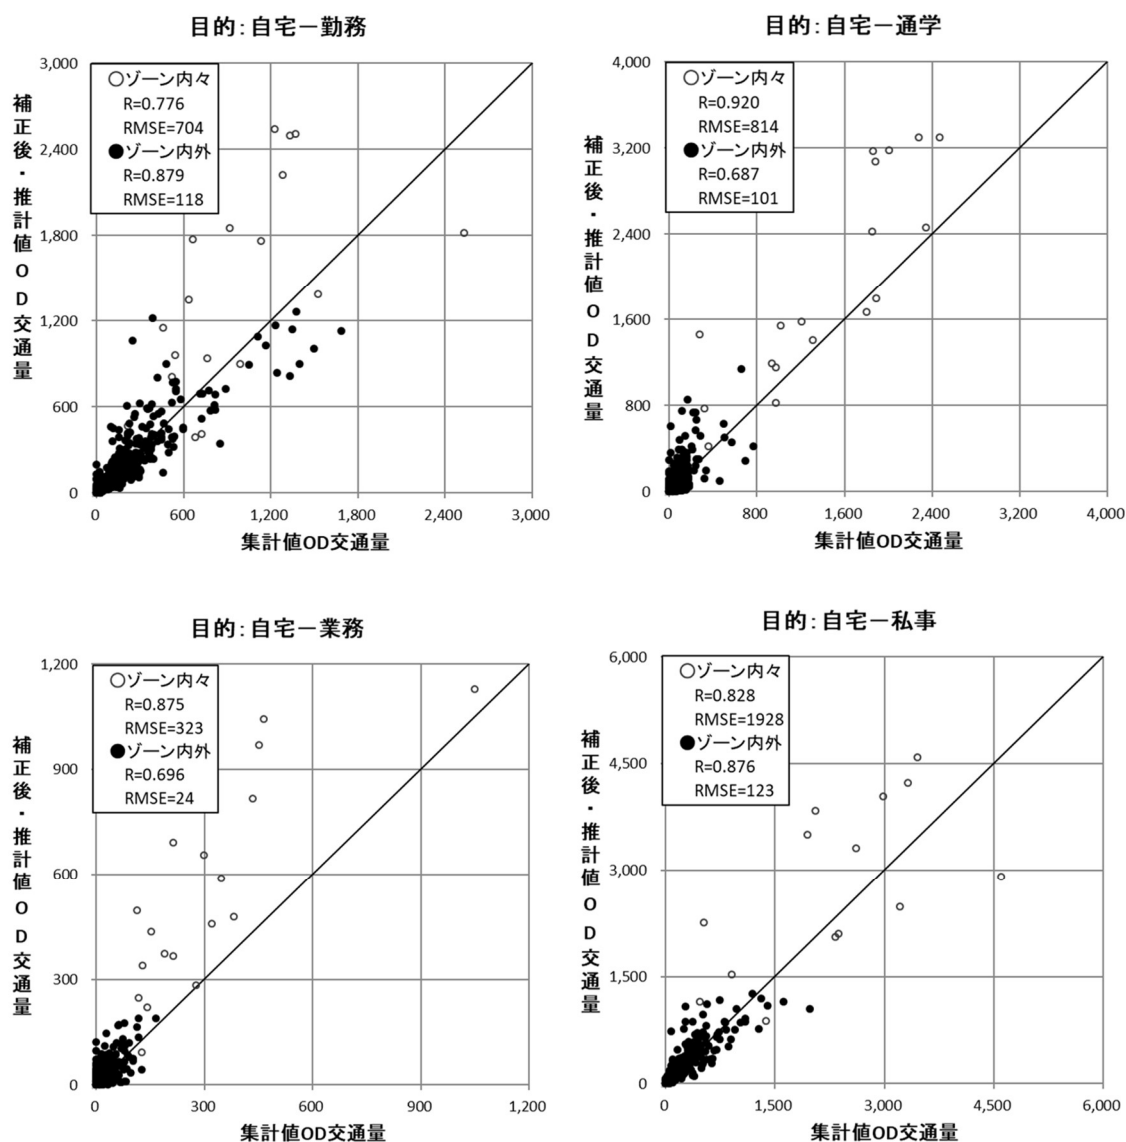 目的：自宅－勤務
3,000
2,400
1,800
1,200
600
0
○ゾーン内々
R=0.776
RMSE=704
●ゾーン内外
R=0.879
RMSE=118
補正後・推計値OD交通量
0 600 1,200 1,800 2,400 3,000
集計値OD交通量
目的：自宅－通学
4,000
3,200
2,400
1,600
800
0
○ゾーン内々
R=0.920
RMSE=814
●ゾーン内外
R=0.687
RMSE=101
補正後・推計値OD交通量
0 800 1,600 2,400 3,200 4,000
集計値OD交通量
目的：自宅－業務
1,200
900
600
300
0
○ゾーン内々
R=0.875
RMSE=323
●ゾーン内外
R=0.696
RMSE=24
補正後・推計値OD交通量
0 300 600 900 1,200
集計値OD交通量
目的：自宅－私事
6,000
4,500
3,000
1,500
0
○ゾーン内々
R=0.828
RMSE=1928
●ゾーン内外
R=0.876
RMSE=123
補正後・推計値OD交通量
0 1,500 3,000 4,500 6,000
集計値OD交通量